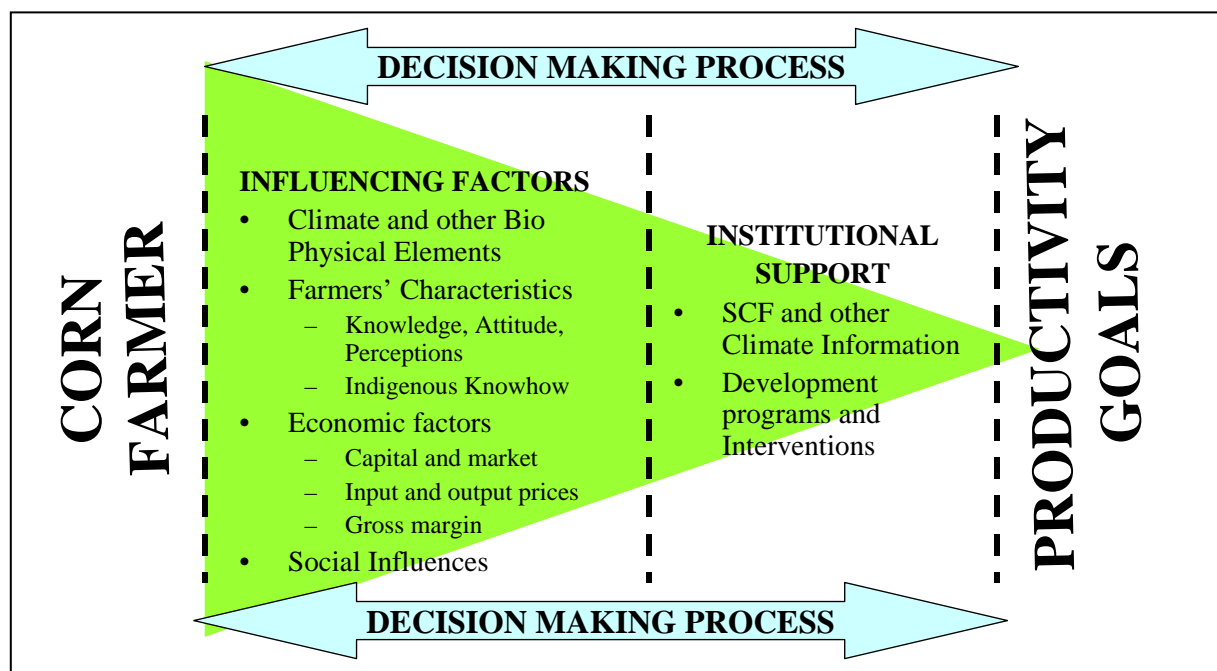 DECISION MAKING PROCESS
CORN
FARMER
INFLUENCING FACTORS
• Climate and other Bio
Physical Elements
• Farmers’ Characteristics
– Knowledge, Attitude,
Perceptions
– Indigenous Knowhow
• Economic factors
– Capital and market
– Input and output prices
– Gross margin
• Social Influences
INSTITUTIONAL
SUPPORT
• SCF and other
Climate Information
• Development
programs and
Interventions
PRODUCTIVITY
GOALS
DECISION MAKING PROCESS